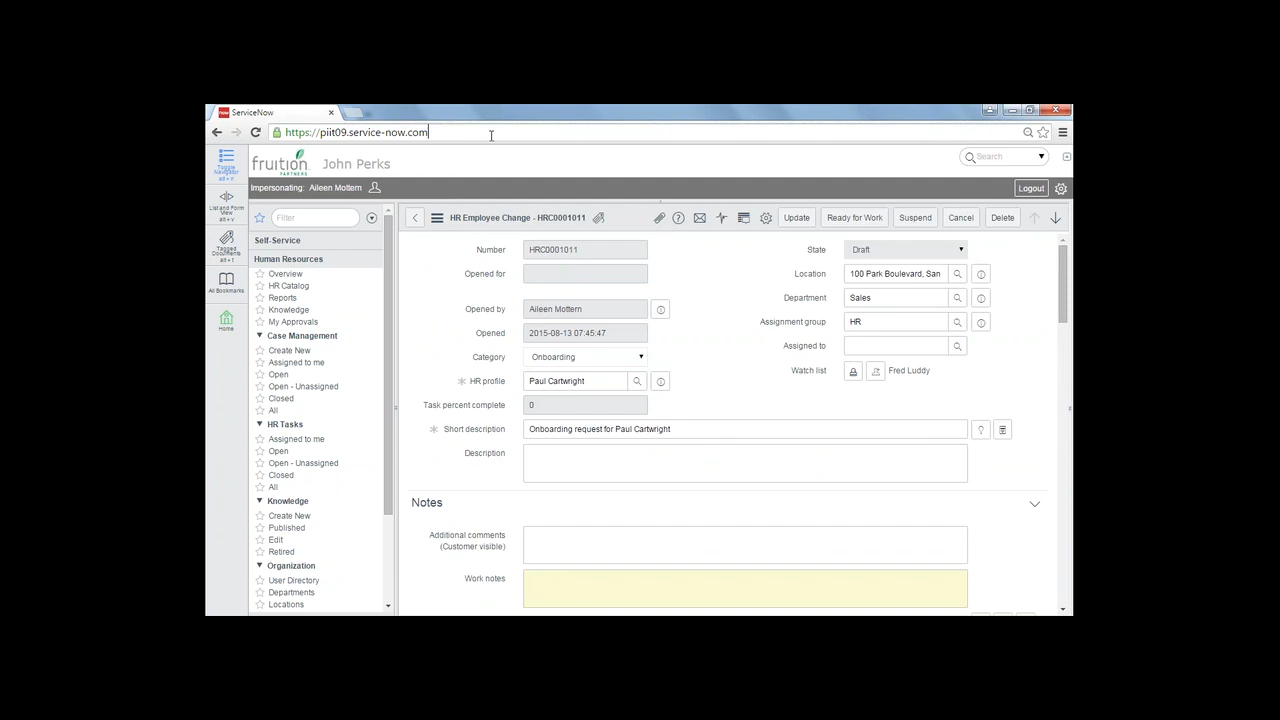 ServiceNow
https://piit09.service-now.com
Toggle Navigator
fruition PARTNERS
John Perks
Search
Impersonating: Aileen Mottern
Logout
List and Form View
alt + v
Tagged Documents
alt + t
All Bookmarks
Home
Filter
Self-Service
Human Resources
Overview
HR Catalog
Reports
Knowledge
My Approvals
Case Management
Create New
Assigned to me
Open
Open - Unassigned
Closed
All
HR Tasks
Assigned to me
Open
Open - Unassigned
Closed
All
Knowledge
Create New
Published
Edit
Retired
Organization
User Directory
Departments
Locations
HR Employee Change - HRC0001011
Update
Ready for Work
Suspend
Cancel
Delete
Number HRC0001011
Opened for
Opened by Aileen Mottern
Opened 2015-08-13 07:45:47
Category Onboarding
HR profile Paul Cartwright
Task percent complete 0
State Draft
Location 100 Park Boulevard, San
Department Sales
Assignment group HR
Assigned to
Watch list Fred Luddy
Short description Onboarding request for Paul Cartwright
Description
Notes
Additional comments
(Customer visible)
Work notes